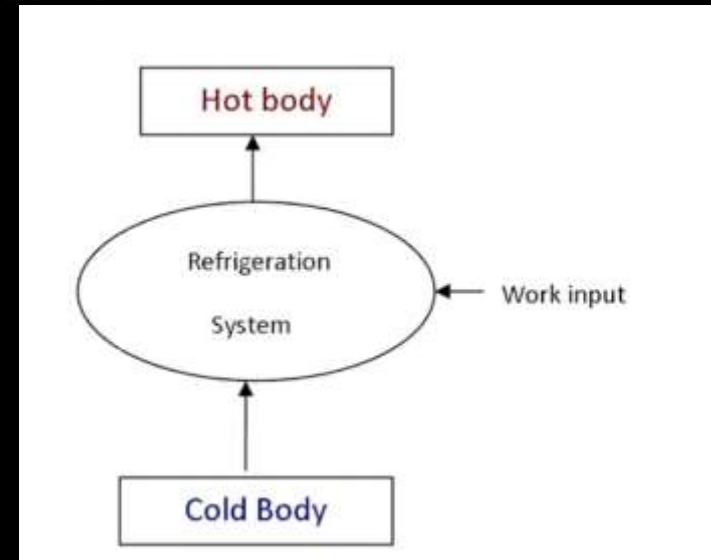 Hot body
Refrigeration
System
Work input
Cold Body